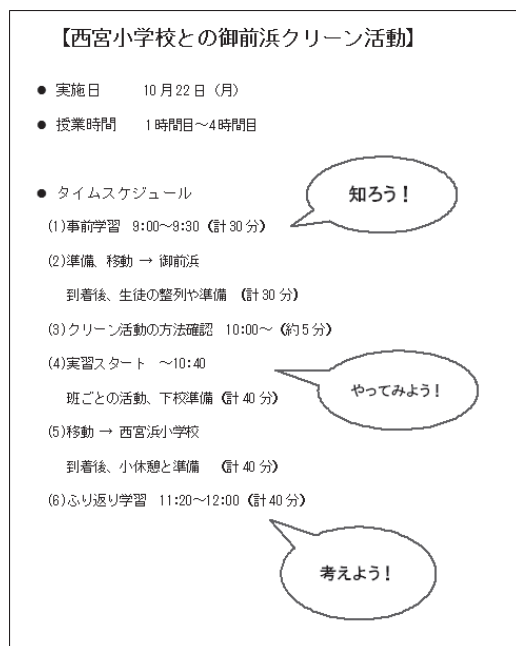 【西宮小学校との御前浜クリーン活動】
● 実施日 10月22日（月）
● 授業時間 1時間目～4時間目
● タイムスケジュール
知ろう！
(1)事前学習 9:00～9:30（計30分）
(2)準備、移動 → 御前浜
到着後、生徒の整列や準備（計30分）
(3)クリーン活動の方法確認 10:00～（約5分）
(4)実習スタート ～10:40
やってみよう！
班ごとの活動、下校準備（計40分）
(5)移動 → 西宮浜小学校
到着後、小休憩と準備（計40分）
(6)ふり返り学習 11:20～12:00（計40分）
考えよう！